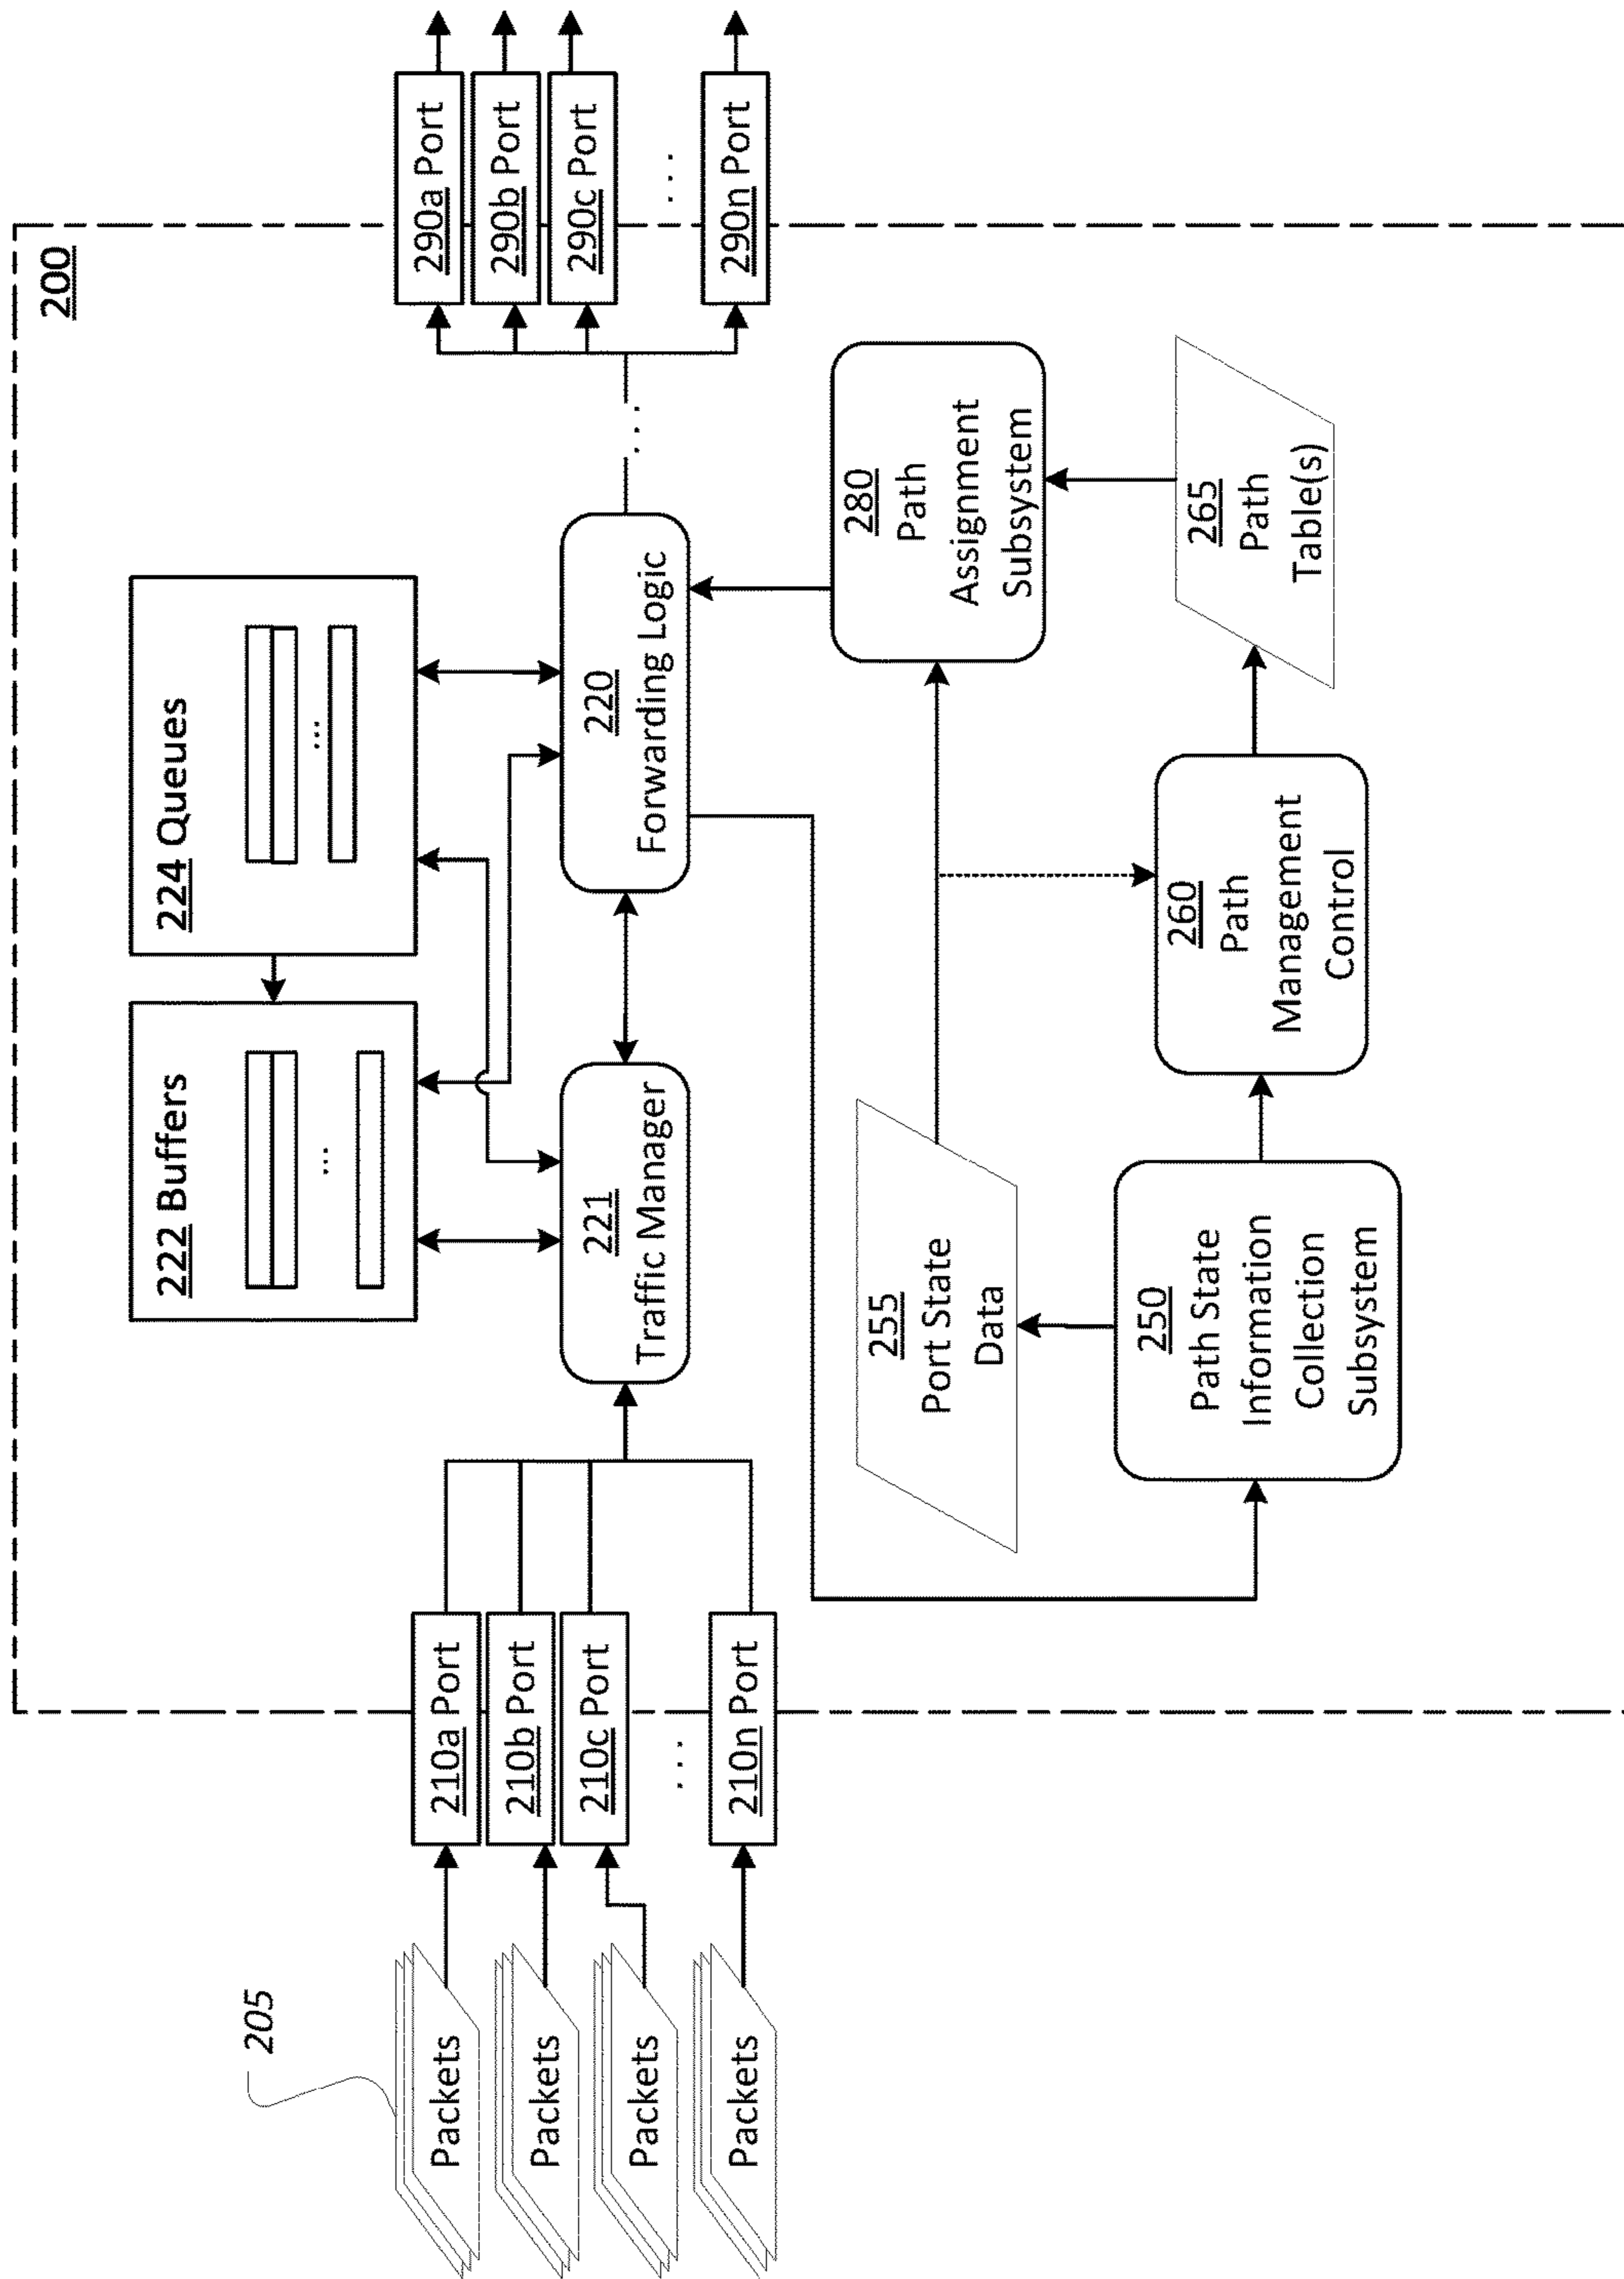 200
205
222 Buffers
...
224 Queues
...
Packets
Packets
Packets
Packets
210a Port
210b Port
210c Port
...
210n Port
221
Traffic Manager
220
Forwarding Logic
...
290a Port
290b Port
290c Port
...
290n Port
255
Port State
Data
280
Path
Assignment
Subsystem
250
Path State
Information
Collection
Subsystem
260
Path
Management
Control
265
Path
Table(s)